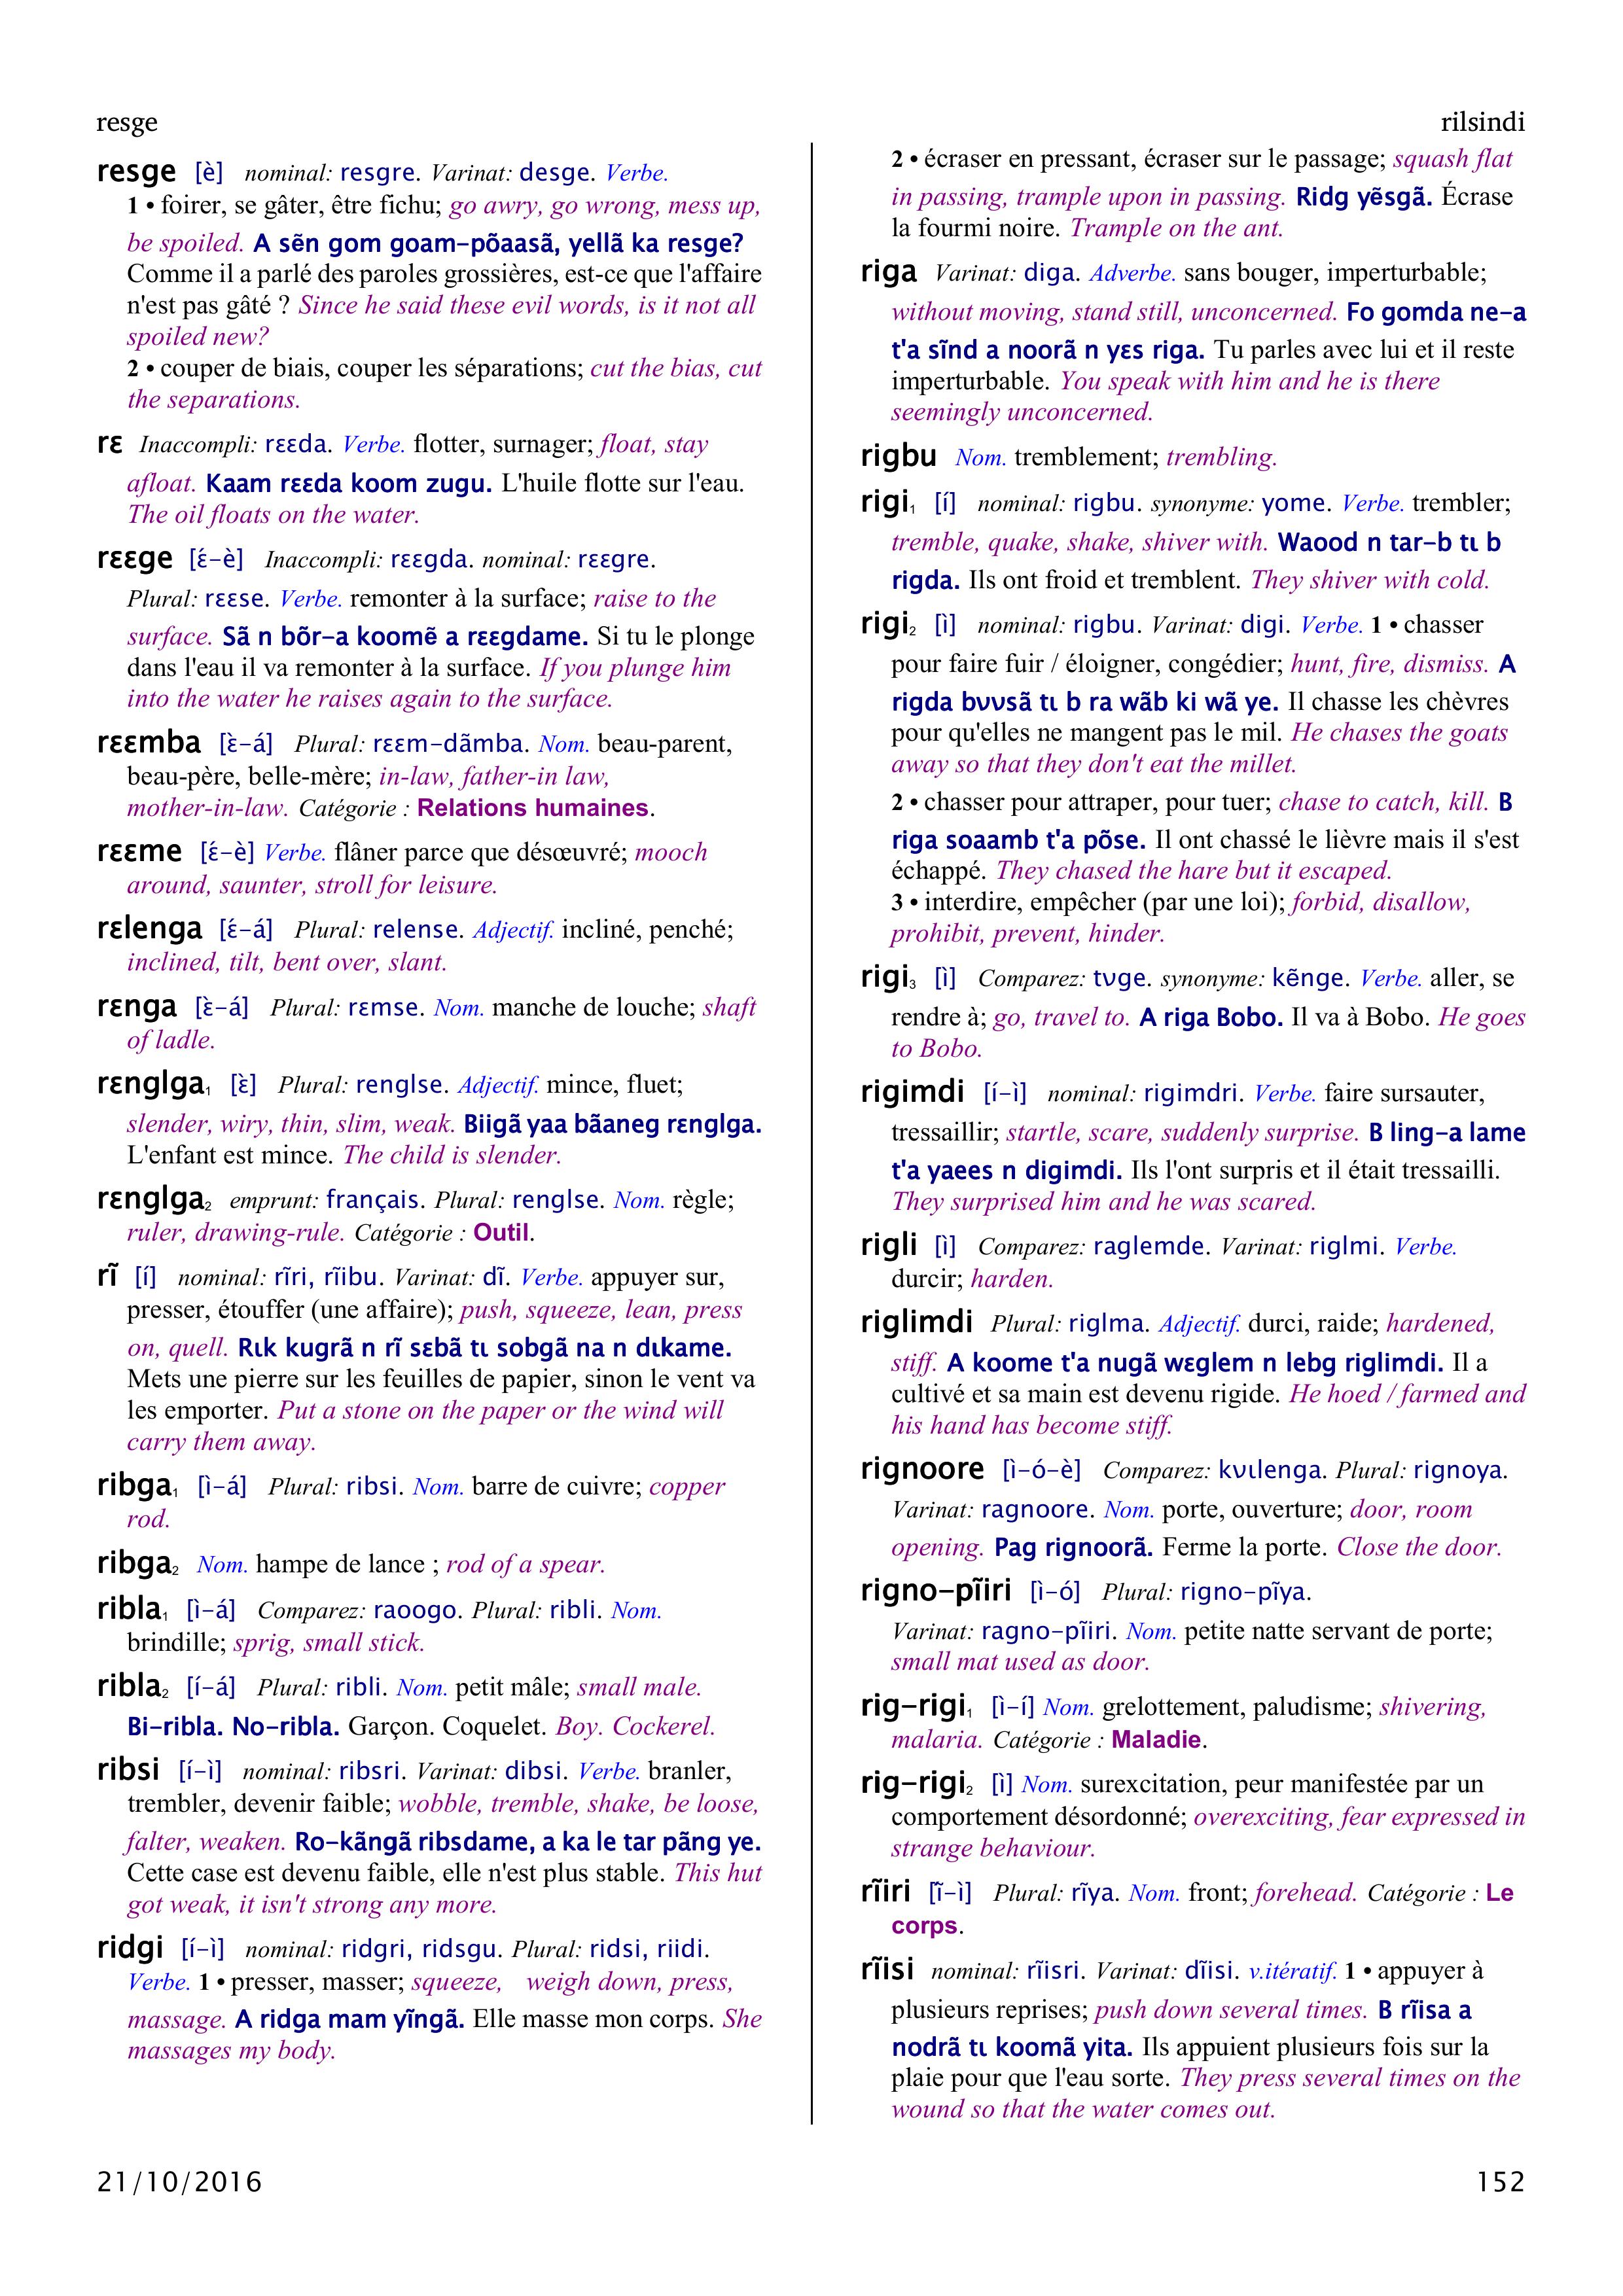 resge
rilsindi
resge [è] nominal: resgre. Varinat: desge. Verbe.
1 • foirer, se gâter, être fichu; go awry, go wrong, mess up,
be spoiled. A sẽn gom goam-põaasã, yellã ka resge?
Comme il a parlé des paroles grossières, est-ce que l'affaire
n'est pas gâté ? Since he said these evil words, is it not all
spoiled new?
2 • couper de biais, couper les séparations; cut the bias, cut
the separations.
rɛ Inaccompli: rɛɛda. Verbe. flotter, surnager; float, stay
afloat. Kaam rɛɛda koom zugu. L'huile flotte sur l'eau.
The oil floats on the water.
rɛɛge [ɛ́-è] Inaccompli: rɛɛgda. nominal: rɛɛgre.
Plural: rɛɛse. Verbe. remonter à la surface; raise to the
surface. Sã n bõr-a koomẽ a rɛɛgdame. Si tu le plonge
dans l'eau il va remonter à la surface. If you plunge him
into the water he raises again to the surface.
rɛɛmba [ɛ̀-á] Plural: rɛɛm-dãmba. Nom. beau-parent,
beau-père, belle-mère; in-law, father-in law,
mother-in-law. Catégorie : Relations humaines.
rɛɛme [ɛ́-è] Verbe. flâner parce que désœuvré; mooch
around, saunter, stroll for leisure.
rɛlenga [ɛ́-á] Plural: relense. Adjectif. incliné, penché;
inclined, tilt, bent over, slant.
rɛnga [ɛ̀-á] Plural: rɛmse. Nom. manche de louche; shaft
of ladle.
rɛnglga₁ [ɛ̀] Plural: renglse. Adjectif. mince, fluet;
slender, wiry, thin, slim, weak. Biigã yaa bãaneg rɛnglga.
L'enfant est mince. The child is slender.
rɛnglga₂ emprunt: français. Plural: renglse. Nom. règle;
ruler, drawing-rule. Catégorie : Outil.
rĩ [í] nominal: rĩri, rĩibu. Varinat: dĩ. Verbe. appuyer sur,
presser, étouffer (une affaire); push, squeeze, lean, press
on, quell. Rɩk kugrã n rĩ sɛbã tɩ sobgã na n dɩkame.
Mets une pierre sur les feuilles de papier, sinon le vent va
les emporter. Put a stone on the paper or the wind will
carry them away.
ribga₁ [ì-á] Plural: ribsi. Nom. barre de cuivre; copper
rod.
ribga₂ Nom. hampe de lance ; rod of a spear.
ribla₁ [ì-á] Comparez: raoogo. Plural: ribli. Nom.
brindille; sprig, small stick.
ribla₂ [í-á] Plural: ribli. Nom. petit mâle; small male.
Bi-ribla. No-ribla. Garçon. Coquelet. Boy. Cockerel.
ribsi [í-ì] nominal: ribsri. Varinat: dibsi. Verbe. branler,
trembler, devenir faible; wobble, tremble, shake, be loose,
falter, weaken. Ro-kãngã ribsdame, a ka le tar pãng ye.
Cette case est devenu faible, elle n'est plus stable. This hut
got weak, it isn't strong any more.
ridgi [í-ì] nominal: ridgri, ridsgu. Plural: ridsi, riidi.
Verbe. 1 • presser, masser; squeeze, weigh down, press,
massage. A ridga mam yĩngã. Elle masse mon corps. She
massages my body.
2 • écraser en pressant, écraser sur le passage; squash flat
in passing, trample upon in passing. Ridg yẽsgã. Écrase
la fourmi noire. Trample on the ant.
riga Varinat: diga. Adverbe. sans bouger, imperturbable;
without moving, stand still, unconcerned. Fo gomda ne-a
t'a sĩnd a noorã n yɛs riga. Tu parles avec lui et il reste
imperturbable. You speak with him and he is there
seemingly unconcerned.
rigbu Nom. tremblement; trembling.
rigi₁ [í] nominal: rigbu. synonyme: yome. Verbe. trembler;
tremble, quake, shake, shiver with. Waood n tar-b tɩ b
rigda. Ils ont froid et tremblent. They shiver with cold.
rigi₂ [ì] nominal: rigbu. Varinat: digi. Verbe. 1 • chasser
pour faire fuir / éloigner, congédier; hunt, fire, dismiss. A
rigda bʋʋsã tɩ b ra wãb ki wã ye. Il chasse les chèvres
pour qu'elles ne mangent pas le mil. He chases the goats
away so that they don't eat the millet.
2 • chasser pour attraper, pour tuer; chase to catch, kill. B
riga soaamb t'a põse. Il ont chassé le lièvre mais il s'est
échappé. They chased the hare but it escaped.
3 • interdire, empêcher (par une loi); forbid, disallow,
prohibit, prevent, hinder.
rigi₃ [ì] Comparez: tʋge. synonyme: kẽnge. Verbe. aller, se
rendre à; go, travel to. A riga Bobo. Il va à Bobo. He goes
to Bobo.
rigimdi [í-ì] nominal: rigimdri. Verbe. faire sursauter,
tressaillir; startle, scare, suddenly surprise. B ling-a lame
t'a yaees n digimdi. Ils l'ont surpris et il était tressailli.
They surprised him and he was scared.
rigli [ì] Comparez: raglemde. Varinat: riglmi. Verbe.
durcir; harden.
riglimdi Plural: riglma. Adjectif. durci, raide; hardened,
stiff. A koome t'a nugã wɛglem n lebg riglimdi. Il a
cultivé et sa main est devenu rigide. He hoed / farmed and
his hand has become stiff.
rignoore [ì-ó-è] Comparez: kʋɩlenga. Plural: rignoya.
Varinat: ragnoore. Nom. porte, ouverture; door, room
opening. Pag rignoorã. Ferme la porte. Close the door.
rigno-pĩiri [ì-ó] Plural: rigno-pĩya.
Varinat: ragno-pĩiri. Nom. petite natte servant de porte;
small mat used as door.
rig-rigi₁ [ì-í] Nom. grelottement, paludisme; shivering,
malaria. Catégorie : Maladie.
rig-rigi₂ [ì] Nom. surexcitation, peur manifestée par un
comportement désordonné; overexciting, fear expressed in
strange behaviour.
rĩiri [ĩ-ì] Plural: rĩya. Nom. front; forehead. Catégorie : Le
corps.
rĩisi nominal: rĩisri. Varinat: dĩisi. v.itératif. 1 • appuyer à
plusieurs reprises; push down several times. B rĩisa a
nodrã tɩ koomã yita. Ils appuient plusieurs fois sur la
plaie pour que l'eau sorte. They press several times on the
wound so that the water comes out.
21/10/2016
152